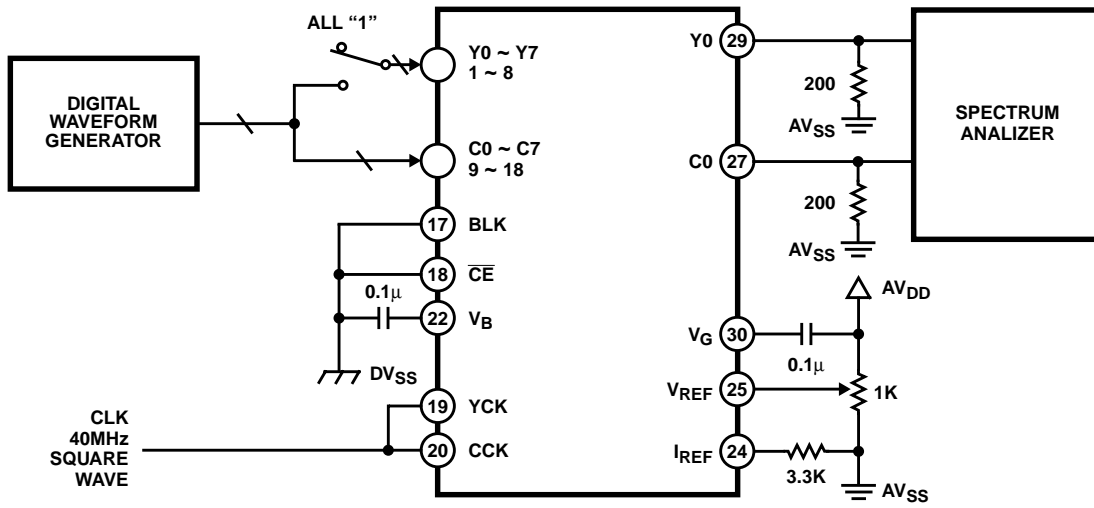 ALL “1”
DIGITAL
WAVEFORM
GENERATOR
Y0 ~ Y7
1 ~ 8
C0 ~ C7
9 ~ 18
17 BLK
18 CE
0.1μ
22 VB
DVSS
19 YCK
20 CCK
CLK
40MHz
SQUARE
WAVE
Y0 29
200
AVSS
C0 27
200
AVSS
SPECTRUM
ANALIZER
AVDD
VG 30
0.1μ
VREF 25
1K
IREF 24
3.3K
AVSS